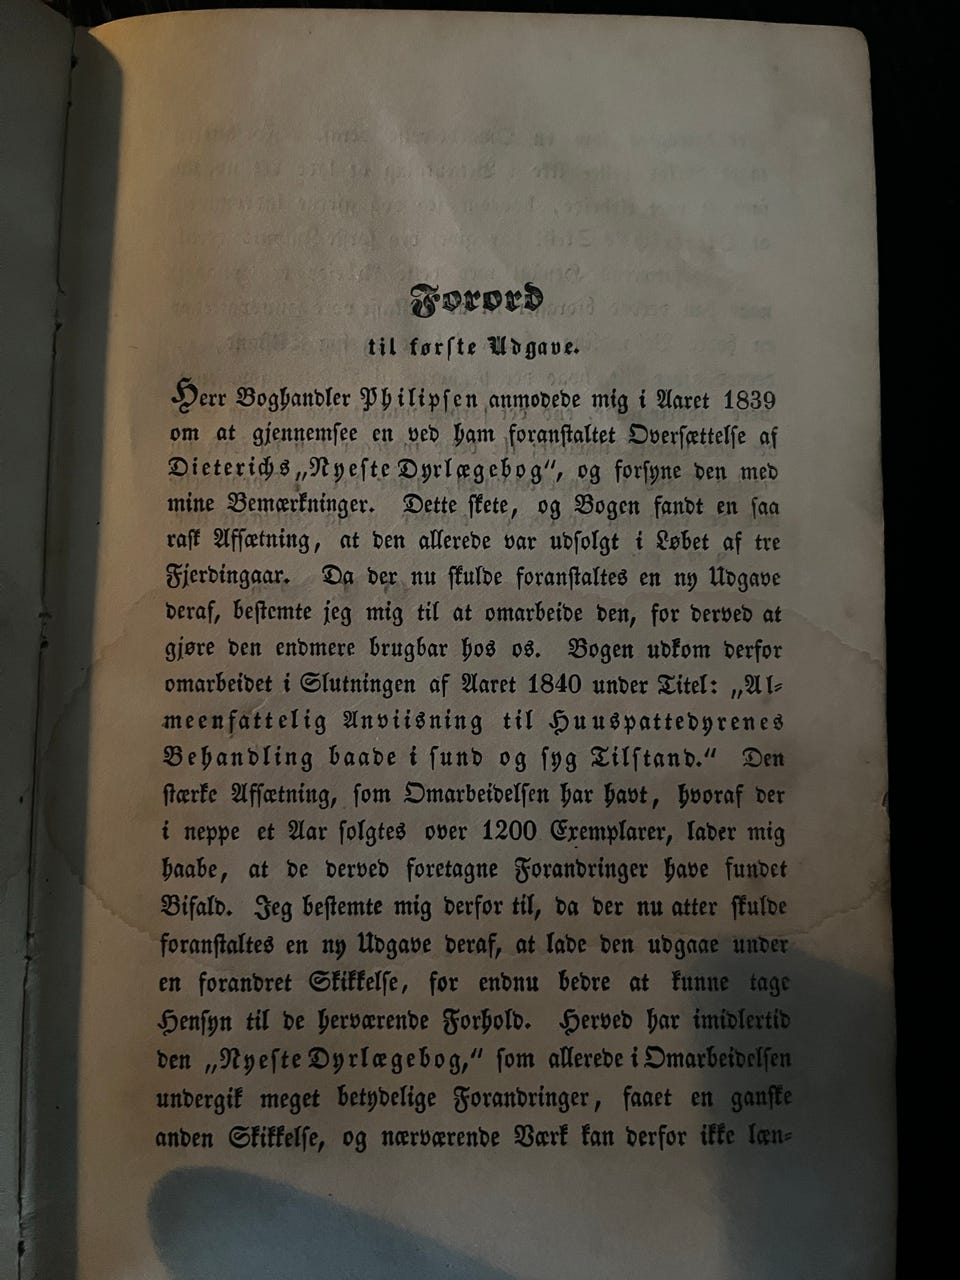 Forord
til første Udgave.
Herr Boghandler Philipsen anmodede mig i Aaret 1839
om at gjennemsee en ved ham foranstaltet Oversættelse af
Dieterichs „Nyeste Dyrlægebog“, og forsyne den med
mine Bemærkninger. Dette skete, og Bogen fandt en saa
rask Afsætning, at den allerede var udsolgt i Løbet af tre
Fjerdingaar. Da der nu skulde foranstaltes en ny Udgave
deraf, bestemte jeg mig til at omarbeide den, for derved at
gjøre den endmere brugbar hos os. Bogen udkom derfor
omarbeidet i Slutningen af Aaret 1840 under Titel: „Al-
meenfattelig Anviisning til Huuspattedyrenes
Behandling baade i sund og syg Tilstand.“ Den
stærke Afsætning, som Omarbeidelsen har havt, hvoraf der
i neppe et Aar solgtes over 1200 Exemplarer, lader mig
haabe, at de derved foretagne Forandringer have fundet
Bifald. Jeg bestemte mig derfor til, da der nu atter skulde
foranstaltes en ny Udgave deraf, at lade den udgaae under
en forandret Skikkelse, for endnu bedre at kunne tage
Hensyn til de herværende Forhold. Herved har imidlertid
den „Nyeste Dyrlægebog,“ som allerede i Omarbeidelsen
undergik meget betydelige Forandringer, faaet en ganske
anden Skikkelse, og nærværende Værk kan derfor ikke læn-